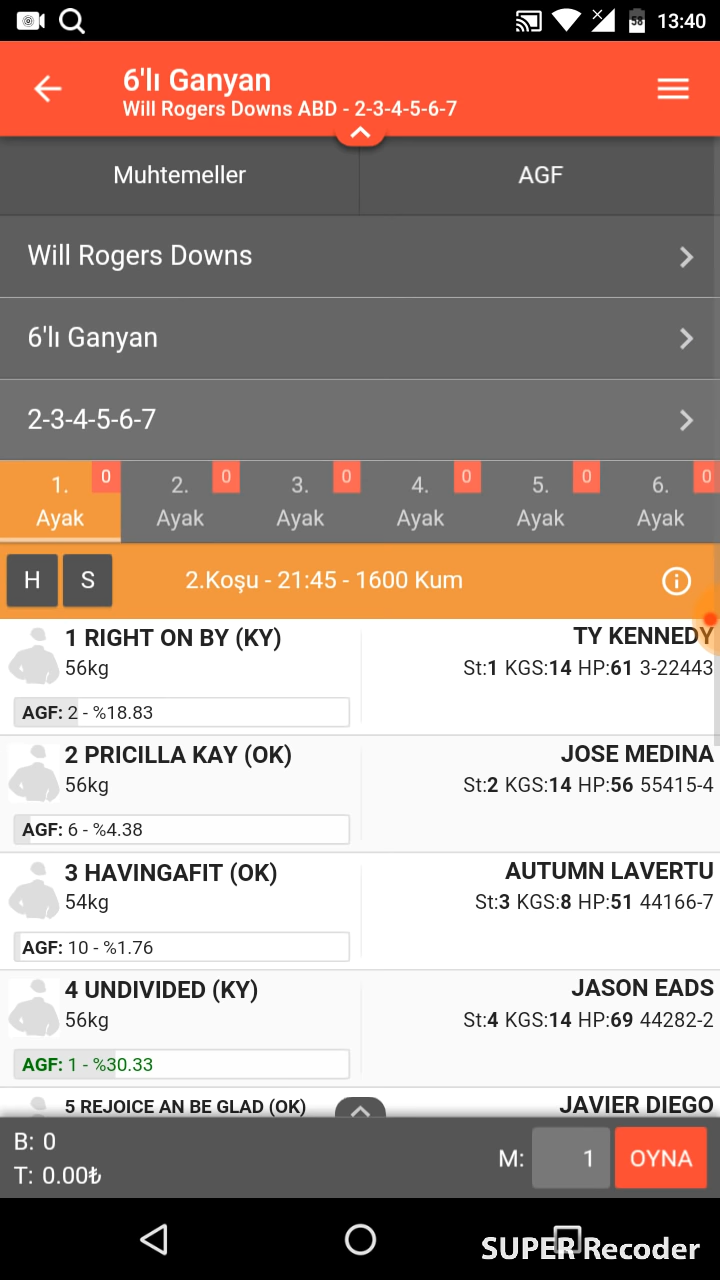 58 13:40
6'lı Ganyan
Will Rogers Downs ABD - 2-3-4-5-6-7
Muhtemeller AGF
Will Rogers Downs
6'lı Ganyan
2-3-4-5-6-7
1. 0 2. 0 3. 0 4. 0 5. 0 6. 0
Ayak Ayak Ayak Ayak Ayak Ayak
H S 2.Koşu - 21:45 - 1600 Kum
1 RIGHT ON BY (KY) TY KENNEDY
56kg St:1 KGS:14 HP:61 3-22443
AGF: 2 - %18.83
2 PRICILLA KAY (OK) JOSE MEDINA
56kg St:2 KGS:14 HP:56 55415-4
AGF: 6 - %4.38
3 HAVINGAFIT (OK) AUTUMN LAVERTU
54kg St:3 KGS:8 HP:51 44166-7
AGF: 10 - %1.76
4 UNDIVIDED (KY) JASON EADS
56kg St:4 KGS:14 HP:69 44282-2
AGF: 1 - %30.33
5 REJOICE AN BE GLAD (OK) JAVIER DIEGO
B: 0
T: 0.00₺
M: 1 OYNA
SUPER Recoder